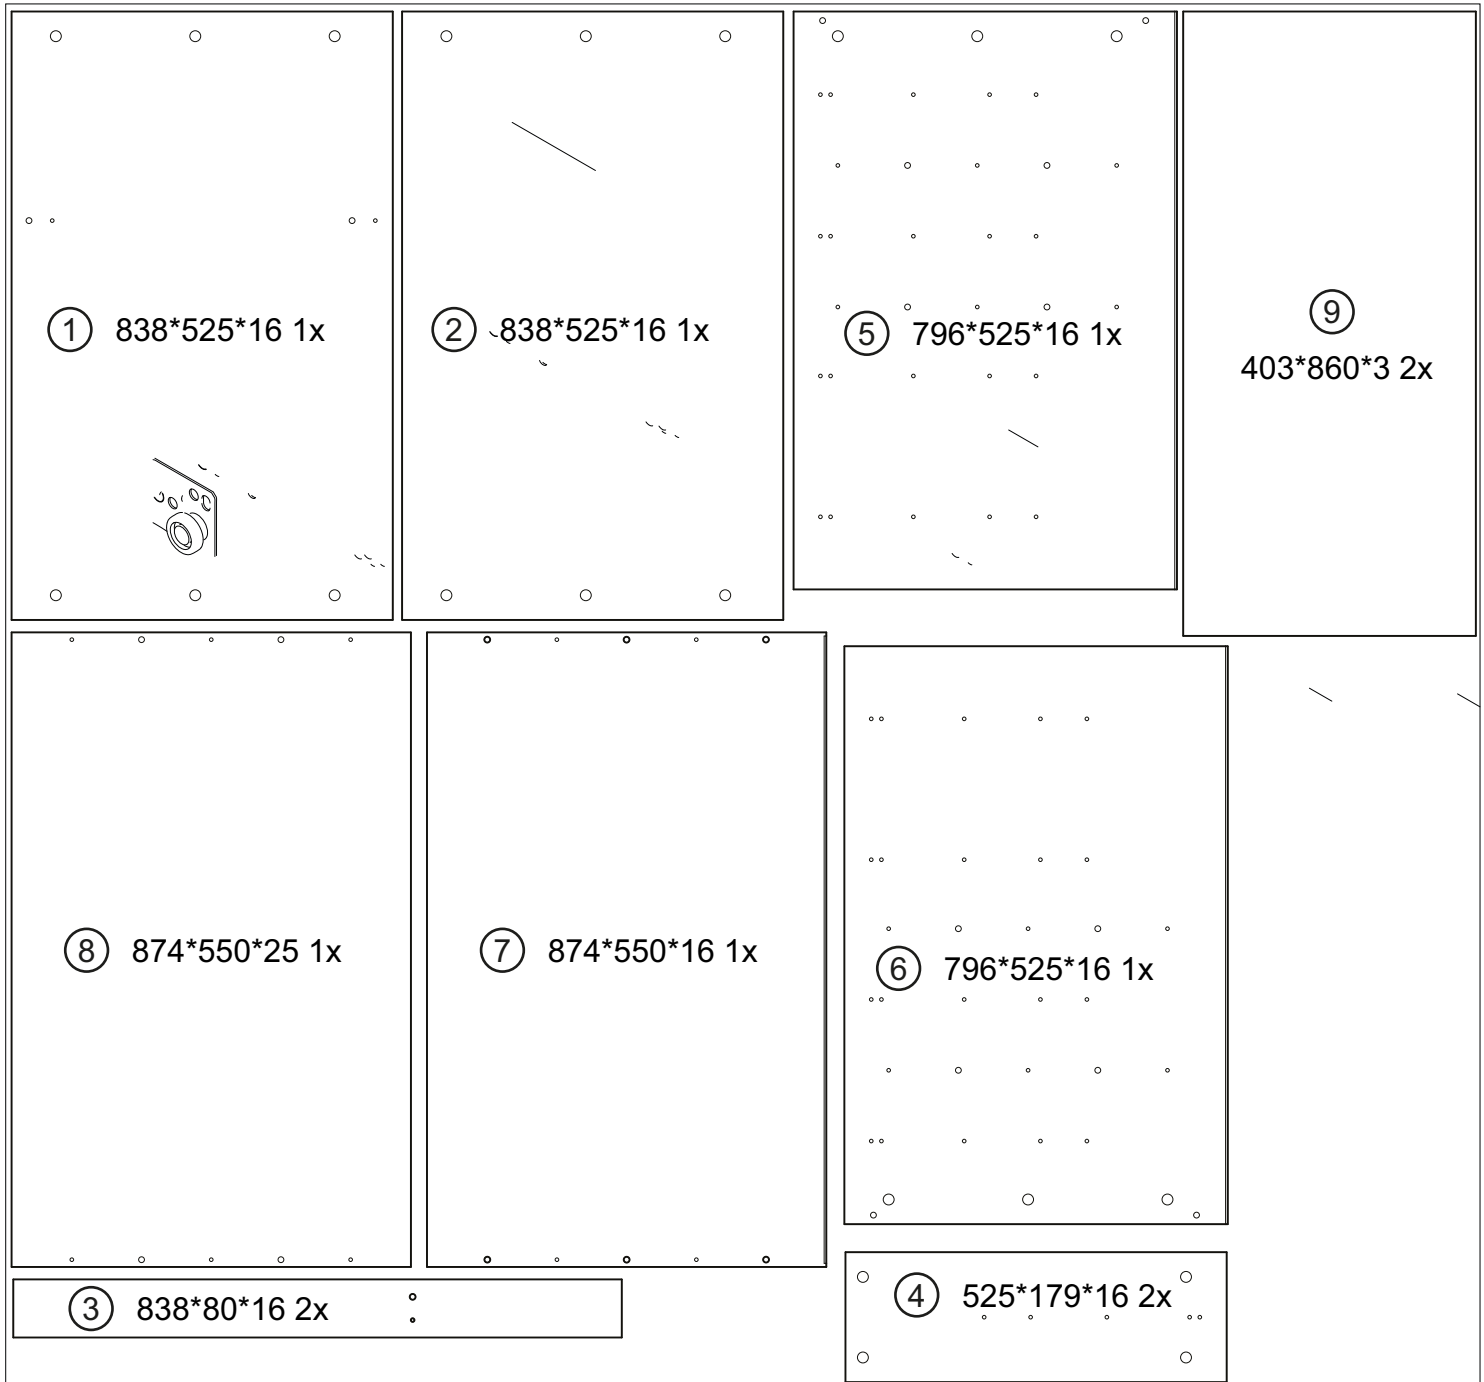 1 838*525*16 1x
2 838*525*16 1x
5 796*525*16 1x
9
403*860*3 2x
8 874*550*25 1x
7 874*550*16 1x
6 796*525*16 1x
3 838*80*16 2x
4 525*179*16 2x